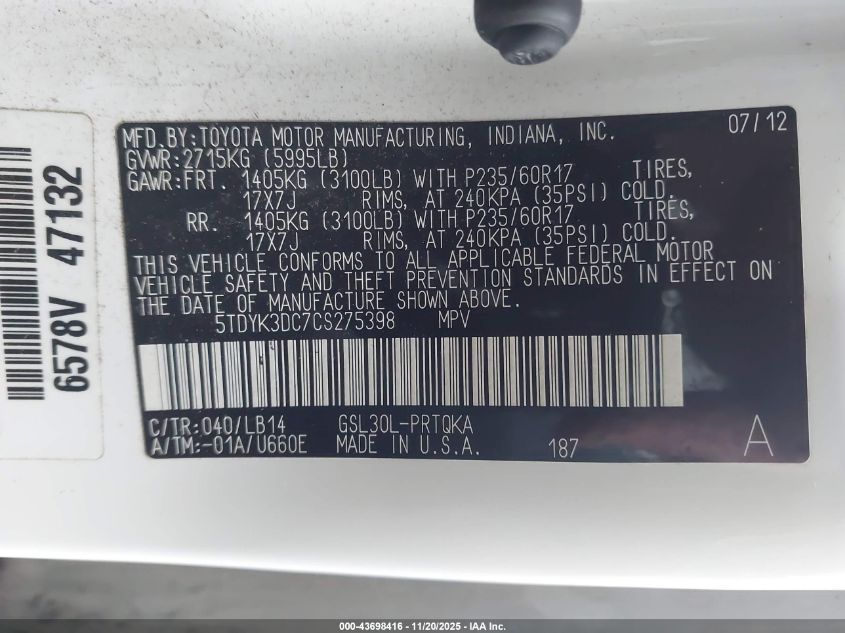 6578V 47132
MFD.BY:TOYOTA MOTOR MANUFACTURING, INDIANA, INC. 07/12
GVWR:2715KG (5995LB)
GAWR:FRT. 1405KG (3100LB) WITH P235/60R17 TIRES,
17X7J RIMS, AT 240KPA (35PSI) COLD.
RR. 1405KG (3100LB) WITH P235/60R17 TIRES,
17X7J RIMS, AT 240KPA (35PSI) COLD.
THIS VEHICLE CONFORMS TO ALL APPLICABLE FEDERAL MOTOR
VEHICLE SAFETY AND THEFT PREVENTION STANDARDS IN EFFECT ON
THE DATE OF MANUFACTURE SHOWN ABOVE.
5TDYK3DC7CS275398 MPV
C/TR:040/LB14 GSL30L-PRTQKA
A/TM:-01A/U660E MADE IN U.S.A. 187 A
000-43698416 - 11/20/2025 - IAA Inc.